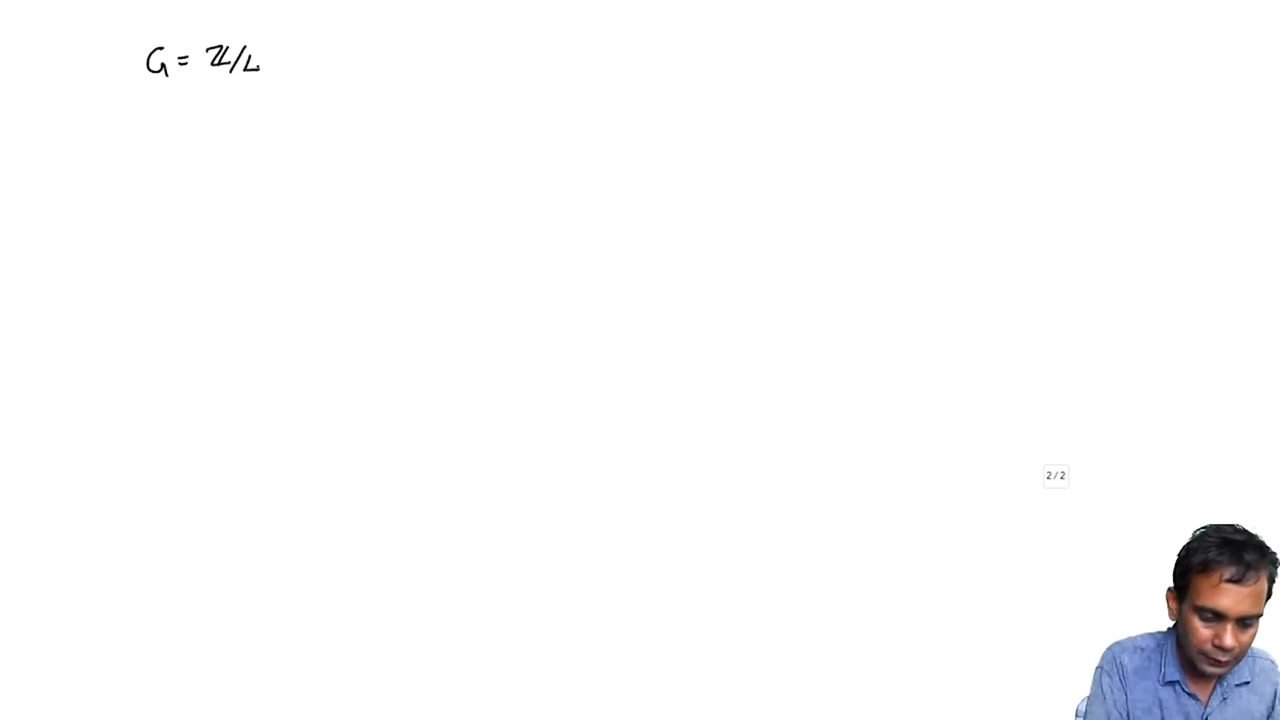 G = ℤ/L
2/2